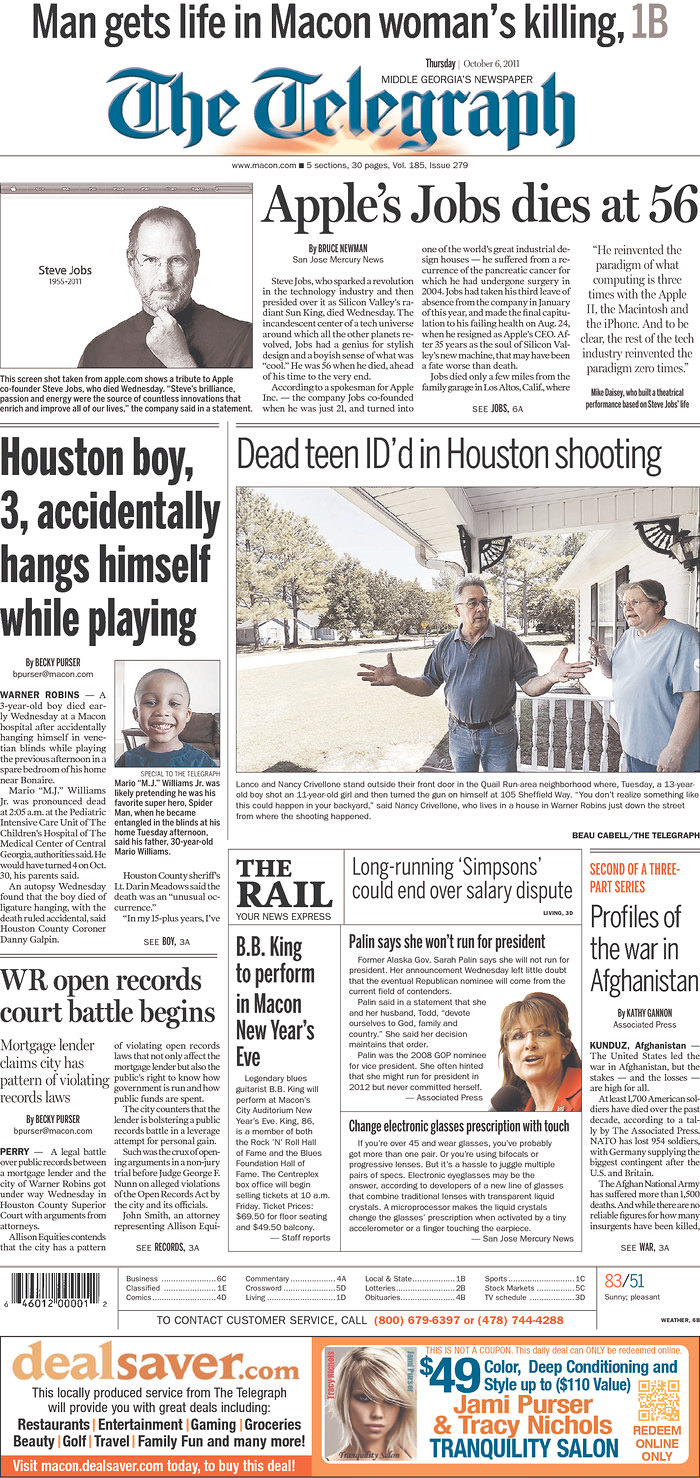 Man gets life in Macon woman's killing, 1B
Thursday | October 6, 2011
MIDDLE GEORGIA'S NEWSPAPER
The Telegraph
www.macon.com ■ 5 sections, 30 pages, Vol. 185, Issue 279
Steve Jobs
1955-2011
This screen shot taken from apple.com shows a tribute to Apple
co-founder Steve Jobs, who died Wednesday. "Steve's brilliance,
passion and energy were the source of countless innovations that
enrich and improve all of our lives," the company said in a statement.
Apple's Jobs dies at 56
By BRUCE NEWMAN
San Jose Mercury News
Steve Jobs, who sparked a revolution
in the technology industry and then
presided over it as Silicon Valley's ra-
diant Sun King, died Wednesday. The
incandescent center of a tech universe
around which all the other planets re-
volved, Jobs had a genius for stylish
design and a boyish sense of what was
"cool." He was 56 when he died, ahead
of his time to the very end.
According to a spokesman for Apple
Inc. — the company Jobs co-founded
when he was just 21, and turned into
one of the world's great industrial de-
sign houses — he suffered from a re-
currence of the pancreatic cancer for
which he had undergone surgery in
2004. Jobs had taken his third leave of
absence from the company in January
of this year, and made the final capitu-
lation to his failing health on Aug. 24,
when he resigned as Apple's CEO. Af-
ter 35 years as the soul of Silicon Val-
ley's new machine, that may have been
a fate worse than death.
Jobs died only a few miles from the
family garage in Los Altos, Calif., where
SEE JOBS, 6A
"He reinvented the
paradigm of what
computing is three
times with the Apple
II, the Macintosh and
the iPhone. And to be
clear, the rest of the tech
industry reinvented the
paradigm zero times."
Mike Daisey, who built a theatrical
performance based on Steve Jobs' life
Houston boy,
3, accidentally
hangs himself
while playing
By BECKY PURSER
bpurser@macon.com
WARNER ROBINS — A
3-year-old boy died ear-
ly Wednesday at a Macon
hospital after accidentally
hanging himself in vene-
tian blinds while playing
the previous afternoon in a
spare bedroom of his home
near Bonaire.
Mario "M.J." Williams
Jr. was pronounced dead
at 2:05 a.m. at the Pediatric
Intensive Care Unit of The
Children's Hospital of The
Medical Center of Central
Georgia, authorities said. He
would have turned 4 on Oct.
30, his parents said.
An autopsy Wednesday
found that the boy died of
ligature hanging, with the
death ruled accidental, said
Houston County Coroner
Danny Galpin.
SPECIAL TO THE TELEGRAPH
Mario "M.J." Williams Jr. was
likely pretending he was his
favorite super hero, Spider
Man, when he became
entangled in the blinds at his
home Tuesday afternoon,
said his father, 30-year-old
Mario Williams.
Houston County sheriff's
Lt. Darin Meadows said the
death was an "unusual oc-
currence."
"In my 15-plus years, I've
SEE BOY, 3A
Dead teen ID'd in Houston shooting
Lance and Nancy Crivellone stand outside their front door in the Quail Run-area neighborhood where, Tuesday, a 13-year-
old boy shot an 11-year-old girl and then turned the gun on himself at 105 Sheffield Way. "You don't realize something like
this could happen in your backyard," said Nancy Crivellone, who lives in a house in Warner Robins just down the street
from where the shooting happened.
BEAU CABELL/THE TELEGRAPH
WR open records
court battle begins
Mortgage lender
claims city has
pattern of violating
records laws
By BECKY PURSER
bpurser@macon.com
PERRY — A legal battle
over public records between
a mortgage lender and the
city of Warner Robins got
under way Wednesday in
Houston County Superior
Court with arguments from
attorneys.
Allison Equities contends
that the city has a pattern
of violating open records
laws that not only affect the
mortgage lender but also the
public's right to know how
government is run and how
public funds are spent.
The city counters that the
lender is bolstering a public
records battle in a leverage
attempt for personal gain.
Such was the crux of open-
ing arguments in a non-jury
trial before Judge George F.
Nunn on alleged violations
of the Open Records Act by
the city and its officials.
John Smith, an attorney
representing Allison Equi-
SEE RECORDS, 3A
THE
RAIL
YOUR NEWS EXPRESS
Long-running 'Simpsons'
could end over salary dispute
LIVING, 3D
B.B. King
to perform
in Macon
New Year's
Eve
Legendary blues
guitarist B.B. King will
perform at Macon's
City Auditorium New
Year's Eve. King, 86,
is a member of both
the Rock 'N' Roll Hall
of Fame and the Blues
Foundation Hall of
Fame. The Centreplex
box office will begin
selling tickets at 10 a.m.
Friday. Ticket Prices:
$69.50 for floor seating
and $49.50 balcony.
— Staff reports
Palin says she won't run for president
Former Alaska Gov. Sarah Palin says she will not run for
president. Her announcement Wednesday left little doubt
that the eventual Republican nominee will come from the
current field of contenders.
Palin said in a statement that she
and her husband, Todd, "devote
ourselves to God, family and
country." She said her decision
maintains that order.
Palin was the 2008 GOP nominee
for vice president. She often hinted
that she might run for president in
2012 but never committed herself.
— Associated Press
Change electronic glasses prescription with touch
If you're over 45 and wear glasses, you've probably
got more than one pair. Or you're using bifocals or
progressive lenses. But it's a hassle to juggle multiple
pairs of specs. Electronic eyeglasses may be the
answer, according to developers of a new line of glasses
that combine traditional lenses with transparent liquid
crystals. A microprocessor makes the liquid crystals
change the glasses' prescription when activated by a tiny
accelerometer or a finger touching the earpiece.
— San Jose Mercury News
SECOND OF A THREE-
PART SERIES
Profiles of
the war in
Afghanistan
By KATHY GANNON
Associated Press
KUNDUZ, Afghanistan —
The United States led the
war in Afghanistan, but the
stakes — and the losses —
are high for all.
At least 1,700 American sol-
diers have died over the past
decade, according to a tal-
ly by The Associated Press.
NATO has lost 954 soldiers,
with Germany supplying the
biggest contingent after the
U.S. and Britain.
The Afghan National Army
has suffered more than 1,500
deaths. And while there are no
reliable figures for how many
insurgents have been killed,
SEE WAR, 3A
6 46012 00001 2
Business ........................ 6C
Classified ....................... 1E
Comics ........................... 4D
Commentary ................... 4A
Crossword ...................... 5D
Living ............................. 1D
Local & State .................. 1B
Lotteries ......................... 2B
Obituaries ....................... 4B
Sports ............................ 1C
Stock Markets ................ 5C
TV schedule ................... 3D
TO CONTACT CUSTOMER SERVICE, CALL (800) 679-6397 or (478) 744-4288
83/51
Sunny; pleasant
WEATHER, 6B
dealsaver.com
This locally produced service from The Telegraph
will provide you with great deals including:
Restaurants | Entertainment | Gaming | Groceries
Beauty | Golf | Travel | Family Fun and many more!
Visit macon.dealsaver.com today, to buy this deal!
Tracy Nichols
Jami Purser
Tranquility Salon
THIS IS NOT A COUPON. This daily deal can ONLY be redeemed online.
$49 Color, Deep Conditioning and
Style up to ($110 Value)
Jami Purser
& Tracy Nichols
TRANQUILITY SALON
REDEEM
ONLINE
ONLY